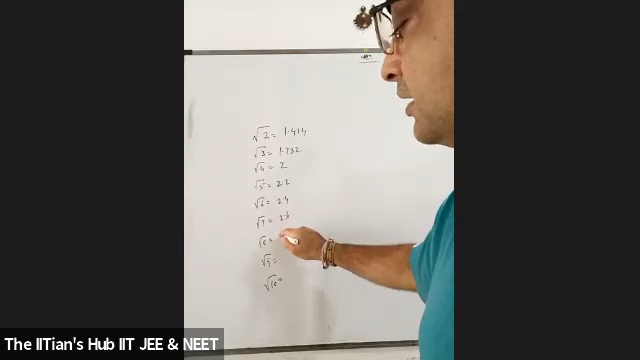 √2 = 1.414
√3 = 1.732
√4 = 2
√5 = 2.2
√6 = 2.4
√7 = 2.6
√8 =
√9 =
√10 =
The IITian's Hub IIT JEE & NEET